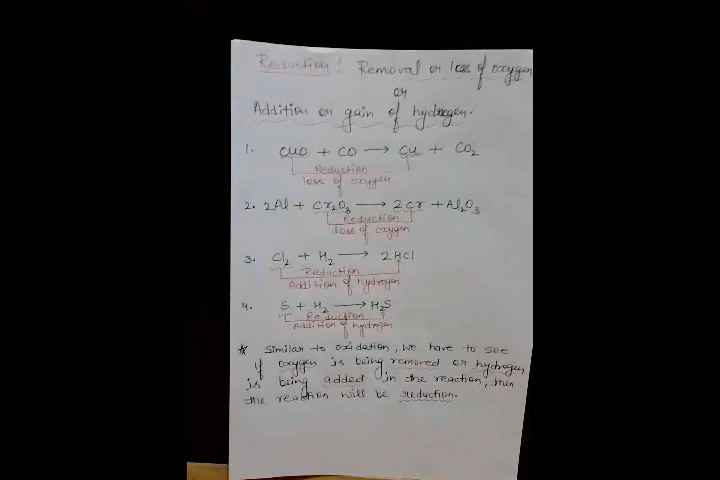 Reduction : Removal or loss of oxygen
or
Addition or gain of hydrogen.
1. CuO + CO → Cu + CO2
Reduction
loss of oxygen
2. 2Al + Cr2O3 → 2Cr + Al2O3
Reduction
loss of oxygen
3. Cl2 + H2 → 2HCl
Reduction
Addition of hydrogen
4. S + H2 → H2S
Reduction
Addition of hydrogen
* Similar to oxidation, we have to see
if oxygen is being removed or hydrogen
is being added in the reaction, then
the reaction will be reduction.